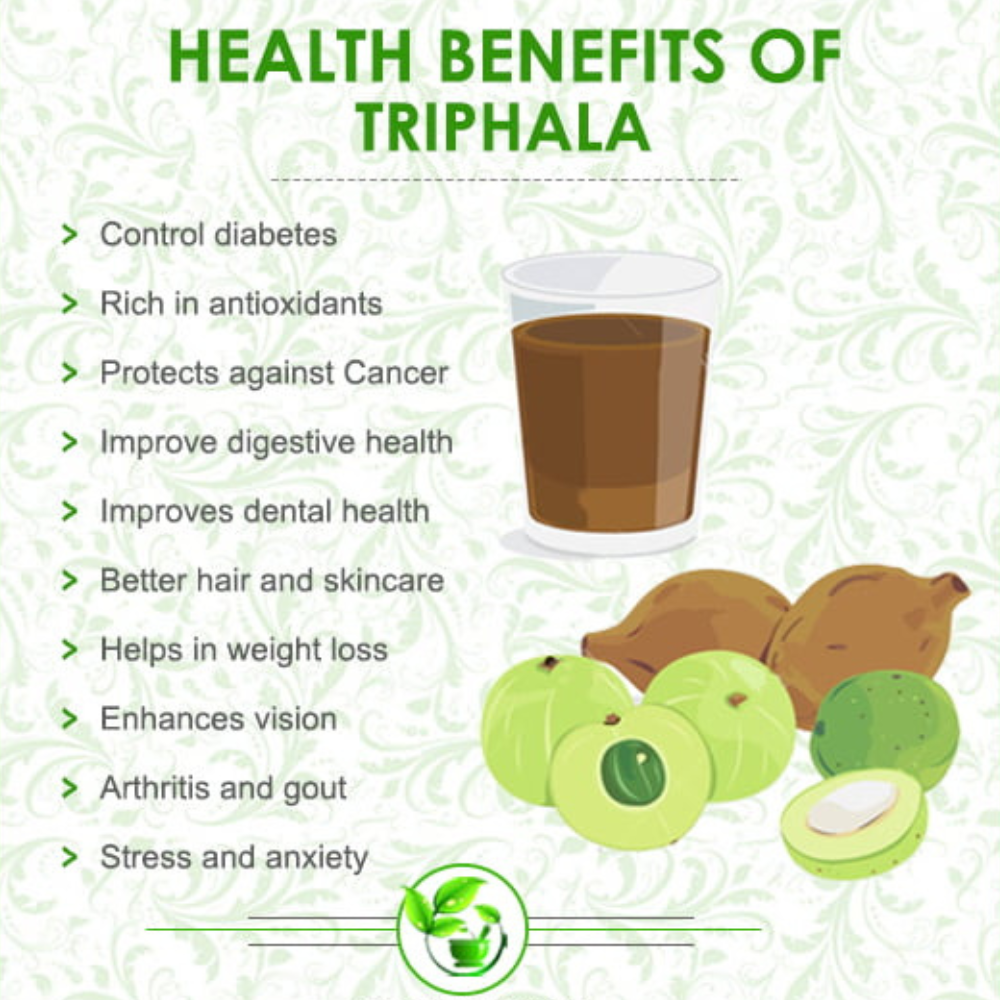 HEALTH BENEFITS OF
TRIPHALA
> Control diabetes
> Rich in antioxidants
> Protects against Cancer
> Improve digestive health
> Improves dental health
> Better hair and skincare
> Helps in weight loss
> Enhances vision
> Arthritis and gout
> Stress and anxiety